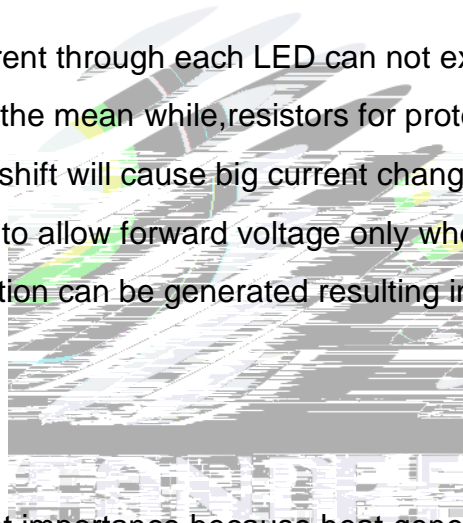 rent through each LED can not ex
the mean while,resistors for prote
shift will cause big current chang
to allow forward voltage only whe
tion can be generated resulting in
t importance because heat gene